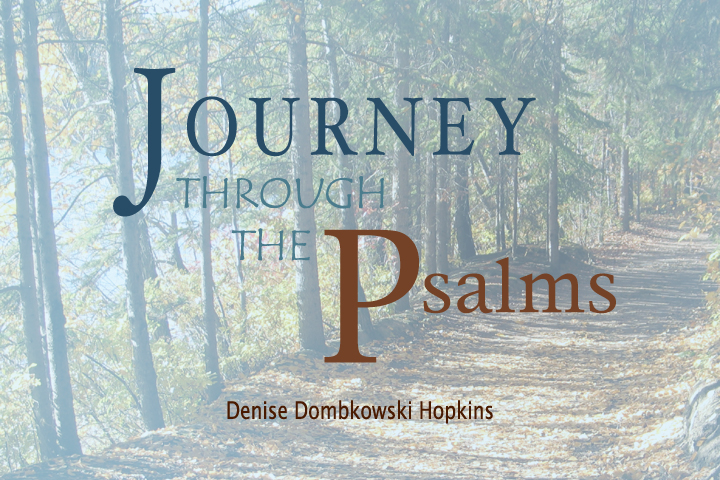 JOURNEY
THROUGH
THE
Psalms
Denise Dombkowski Hopkins